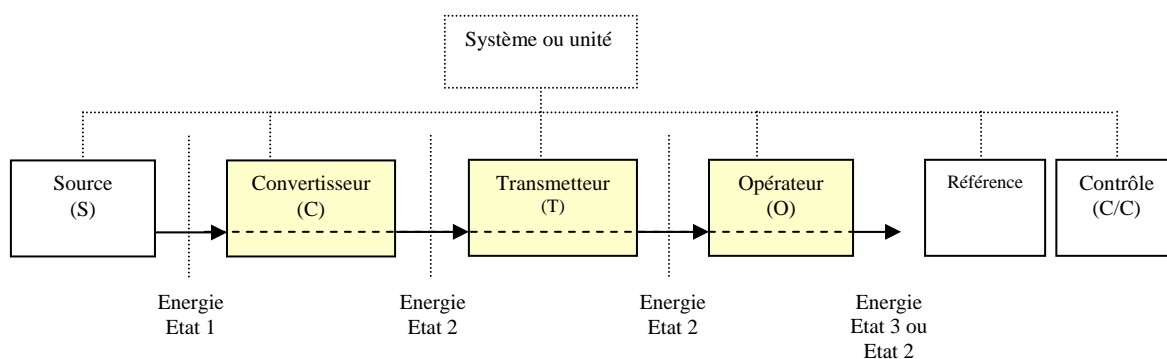 Système ou unité
Source
(S)
Convertisseur
(C)
Transmetteur
(T)
Opérateur
(O)
Référence
Contrôle
(C/C)
Energie
Etat 1
Energie
Etat 2
Energie
Etat 2
Energie
Etat 3 ou
Etat 2